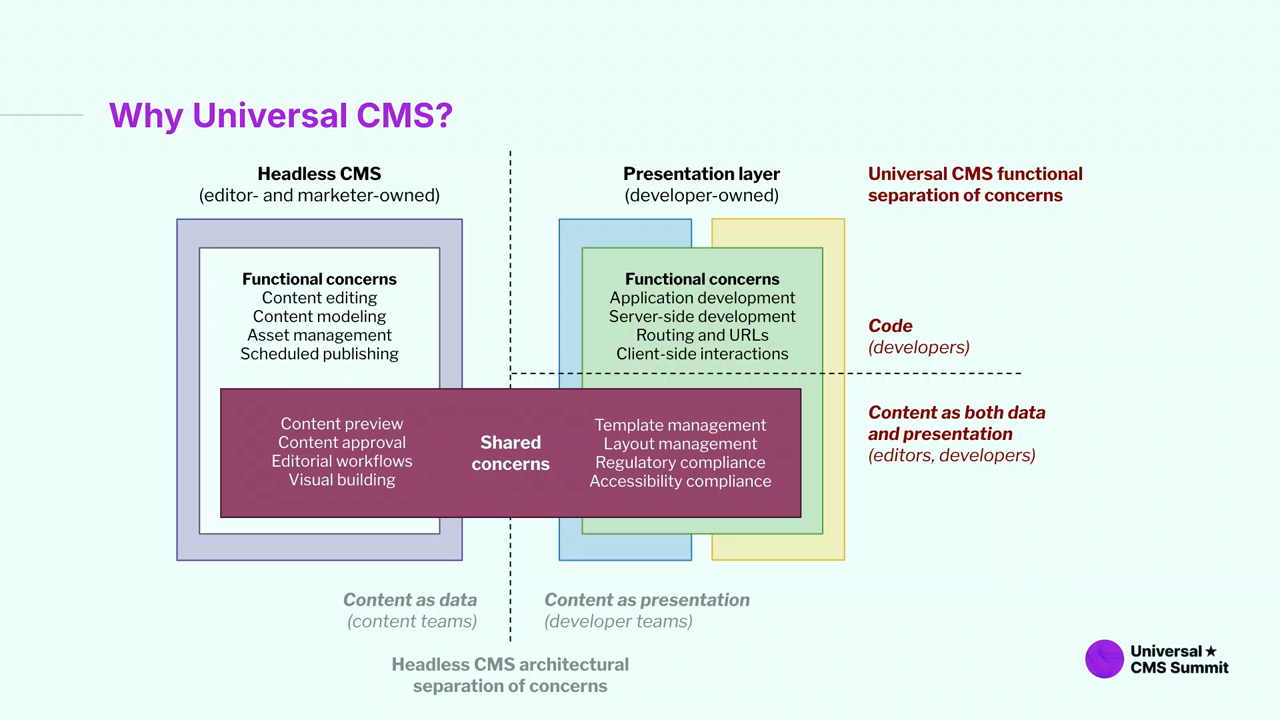 Why Universal CMS?
Headless CMS
(editor- and marketer-owned)
Presentation layer
(developer-owned)
Universal CMS functional
separation of concerns
Functional concerns
Content editing
Content modeling
Asset management
Scheduled publishing
Functional concerns
Application development
Server-side development
Routing and URLs
Client-side interactions
Code
(developers)
Content preview
Content approval
Editorial workflows
Visual building
Shared
concerns
Template management
Layout management
Regulatory compliance
Accessibility compliance
Content as both data
and presentation
(editors, developers)
Content as data
(content teams)
Content as presentation
(developer teams)
Headless CMS architectural
separation of concerns
Universal ★
CMS Summit